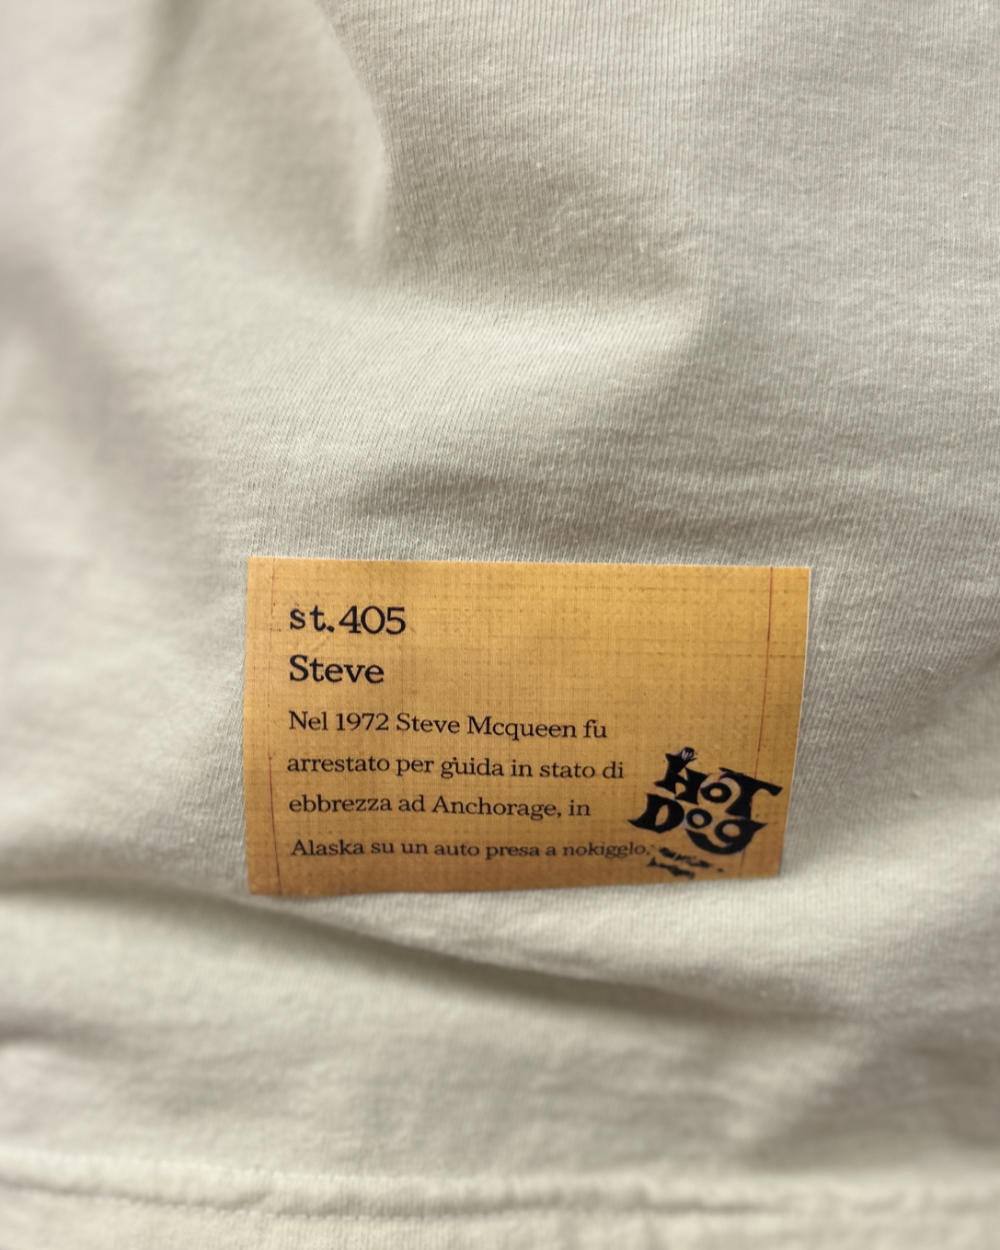 st.405
Steve
Nel 1972 Steve Mcqueen fu
arrestato per guida in stato di
ebbrezza ad Anchorage, in
Alaska su un auto presa a nokigglo.
HOT
DOg